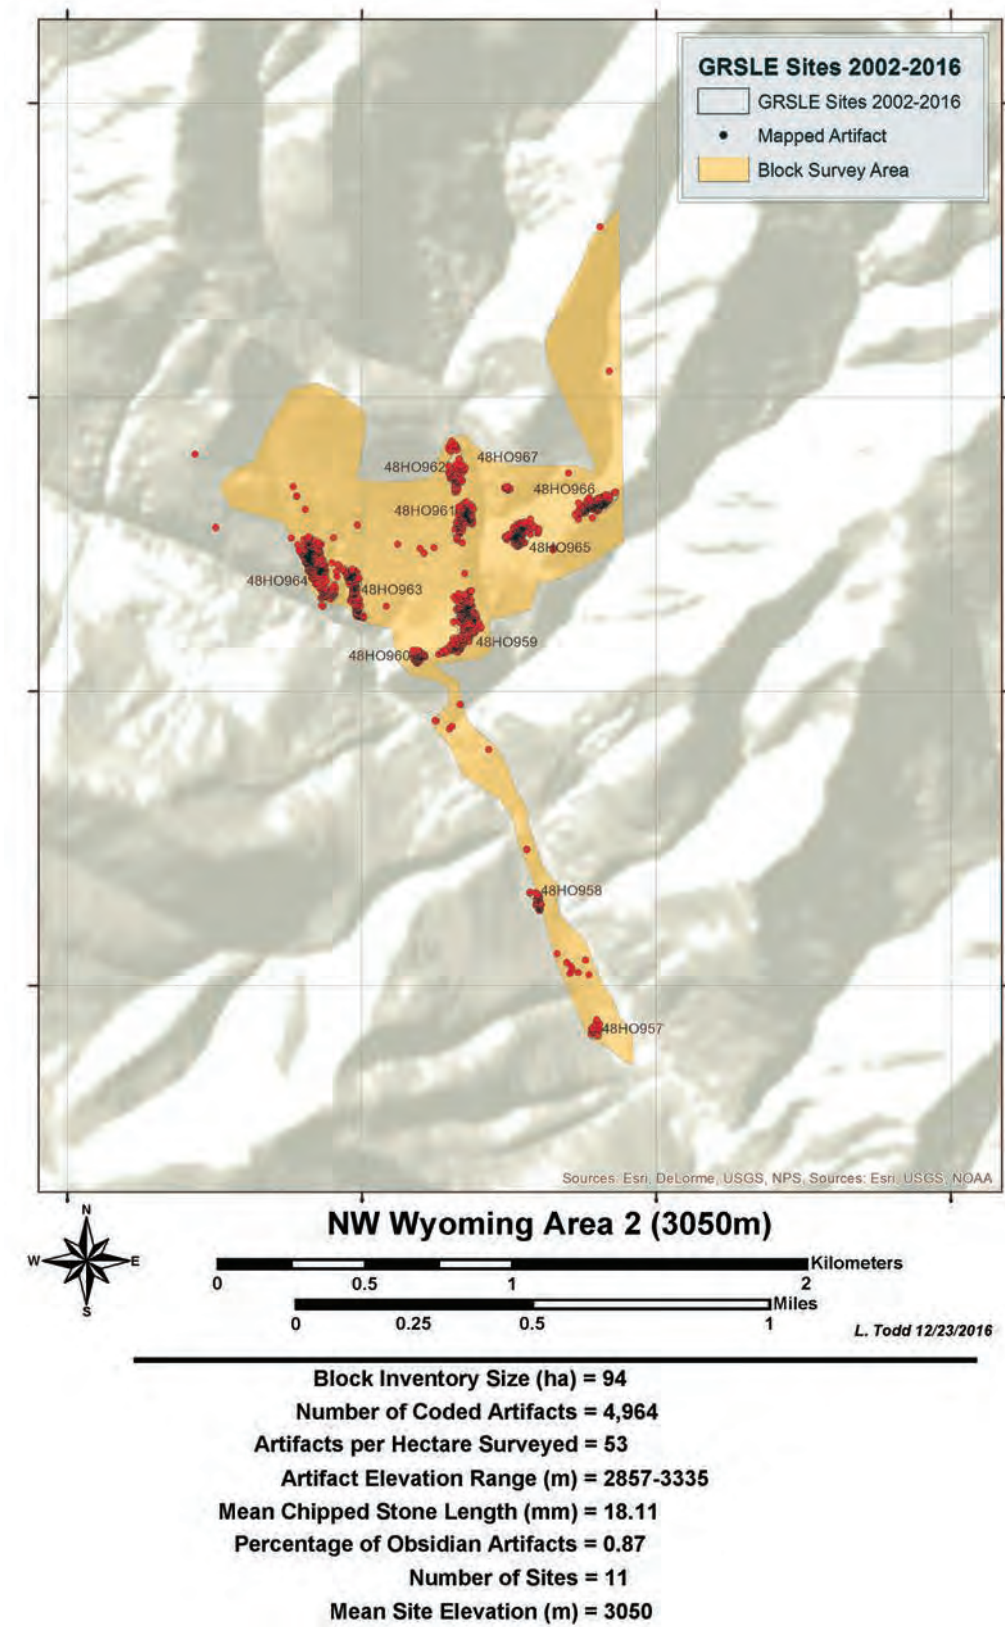 GRSLE Sites 2002-2016
GRSLE Sites 2002-2016
Mapped Artifact
Block Survey Area
48HO967
48HO962
48HO966
48HO961
48HO965
48HO964
48HO963
48HO959
48HO960
48HO958
48HO957
Sources: Esri, DeLorme, USGS, NPS, Sources: Esri, USGS, NOAA
NW Wyoming Area 2 (3050m)
N
W E
S
Kilometers
0 0.5 1 2
Miles
0 0.25 0.5 1
L. Todd 12/23/2016
Block Inventory Size (ha) = 94
Number of Coded Artifacts = 4,964
Artifacts per Hectare Surveyed = 53
Artifact Elevation Range (m) = 2857-3335
Mean Chipped Stone Length (mm) = 18.11
Percentage of Obsidian Artifacts = 0.87
Number of Sites = 11
Mean Site Elevation (m) = 3050